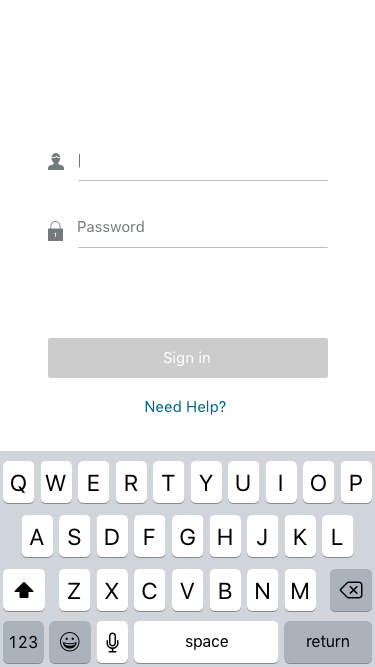 Password
Sign in
Need Help?
Q W E R T Y U I O P
A S D F G H J K L
Z X C V B N M
123 space return